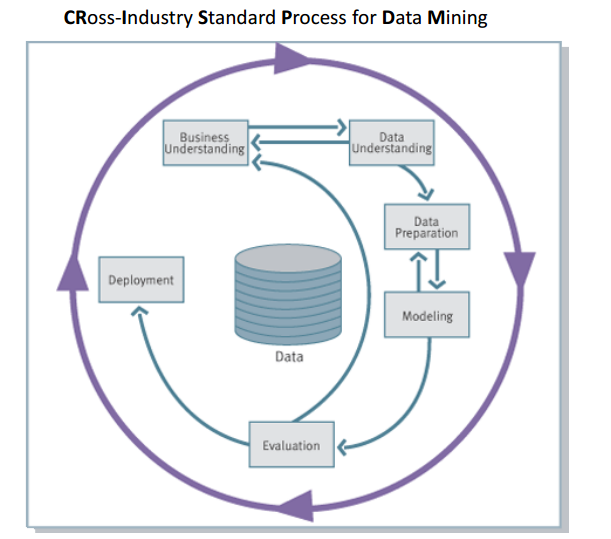 CRoss-Industry Standard Process for Data Mining
Business
Understanding
Data
Understanding
Data
Preparation
Deployment
Modeling
Data
Evaluation